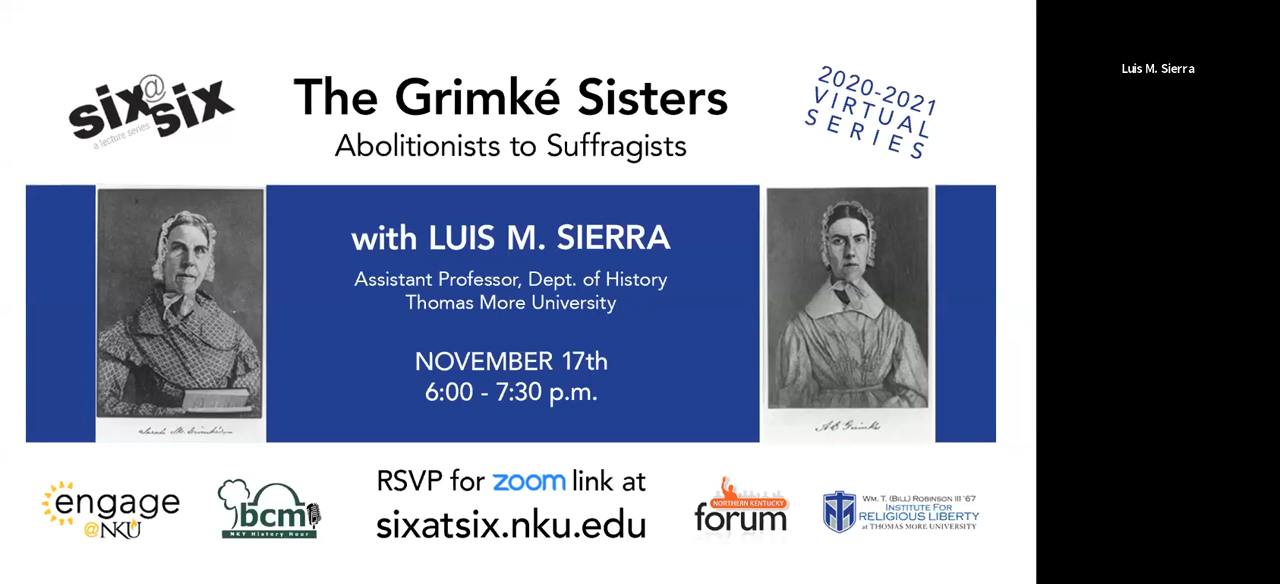 six@six
a lecture series
The Grimké Sisters
Abolitionists to Suffragists
2020-2021
VIRTUAL
SERIES
Luis M. Sierra
with LUIS M. SIERRA
Assistant Professor, Dept. of History
Thomas More University
NOVEMBER 17th
6:00 - 7:30 p.m.
Sarah M. Grimké
A E Grimké
RSVP for zoom link at
sixatsix.nku.edu
engage
@NKU
bcm
NKY History Hour
NORTHERN KENTUCKY
forum
WM. T. (BILL) ROBINSON III '67
INSTITUTE FOR
RELIGIOUS LIBERTY
at THOMAS MORE UNIVERSITY